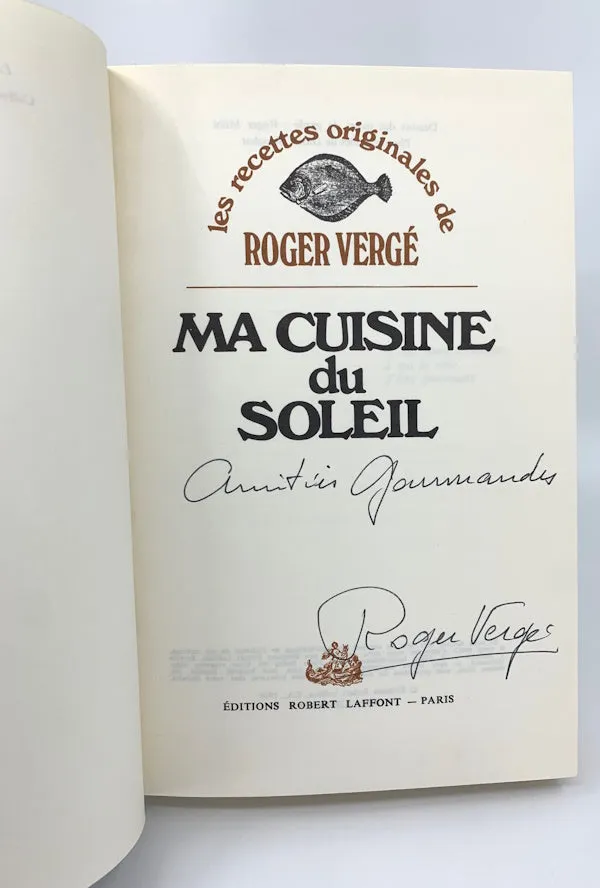 les recettes originales de
ROGER VERGÉ
MA CUISINE
du
SOLEIL
Amitiés Gourmandes
Roger Vergé
ÉDITIONS ROBERT LAFFONT — PARIS